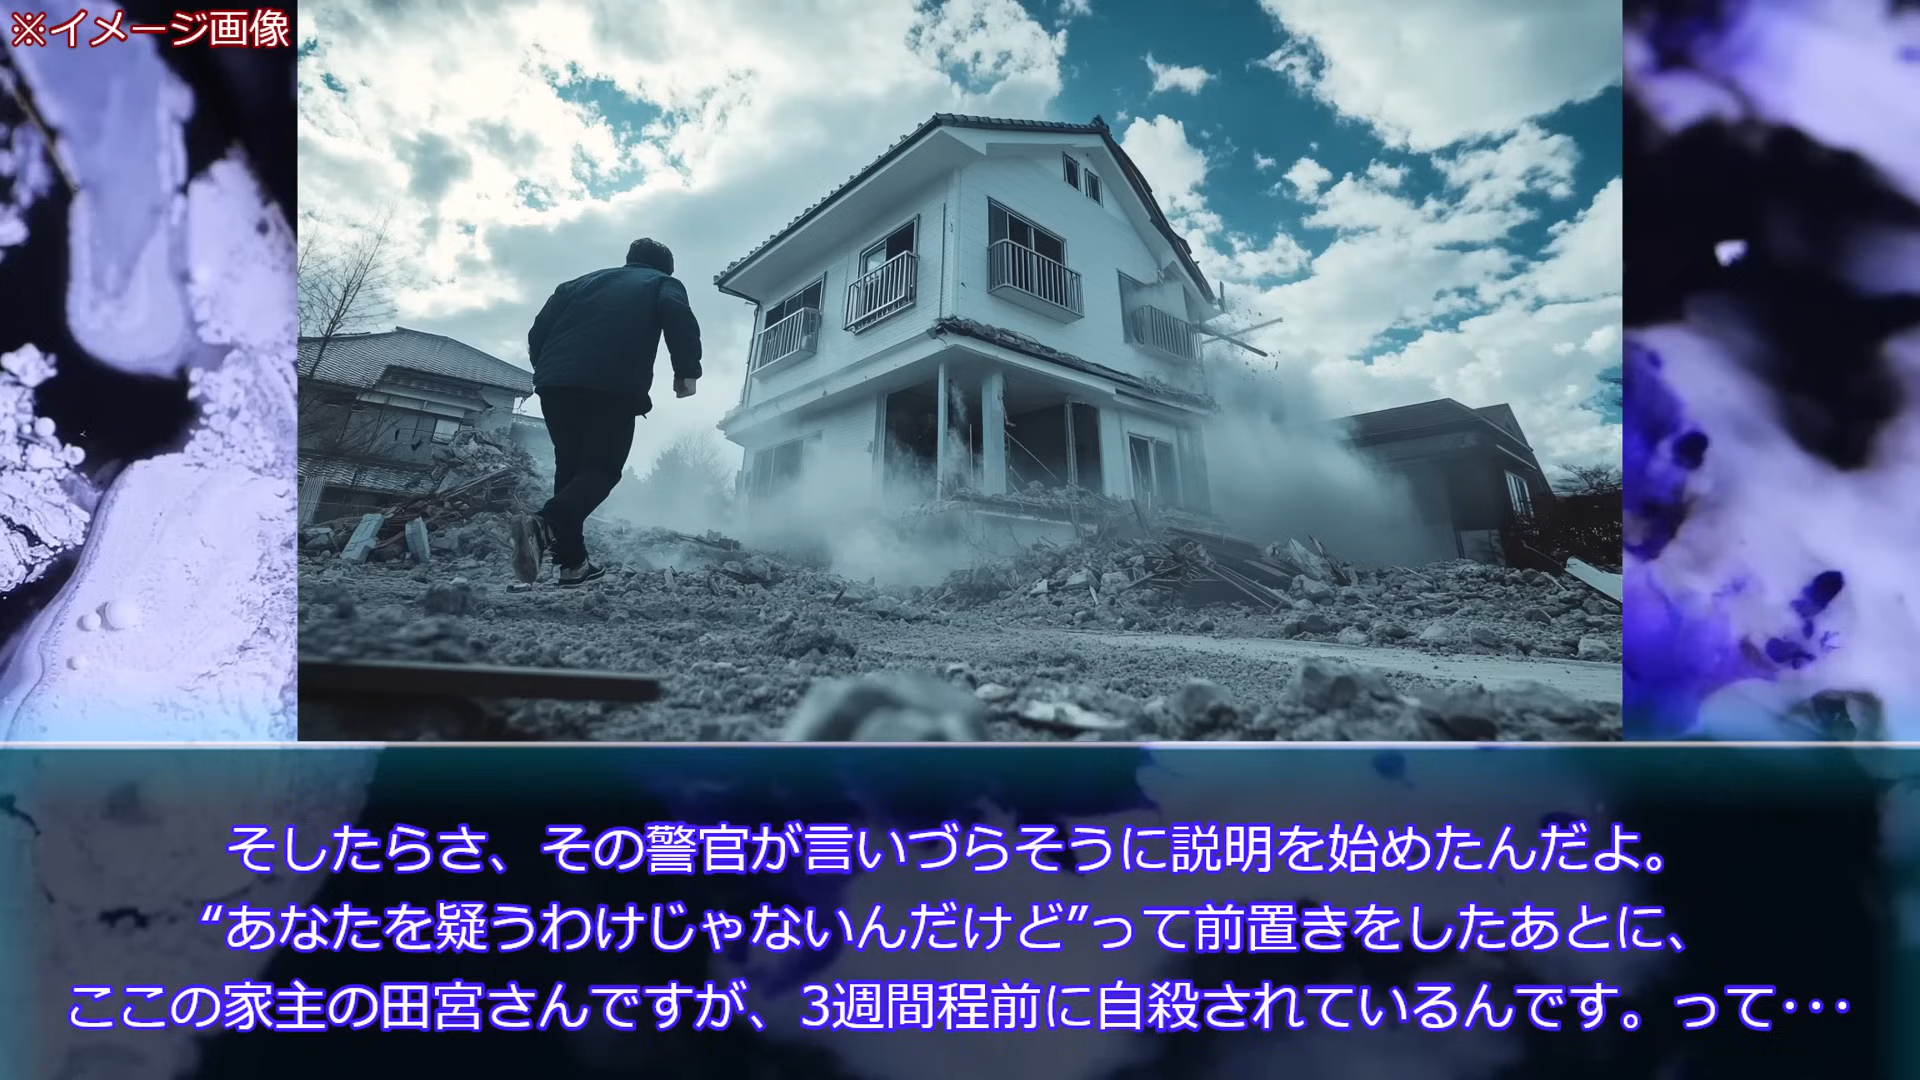 ※イメージ画像
そしたらさ、その警官が言いづらそうに説明を始めたんだよ。
“あなたを疑うわけじゃないんだけど”って前置きをしたあとに、
ここの家主の田宮さんですが、3週間程前に自殺されているんです。って･･･